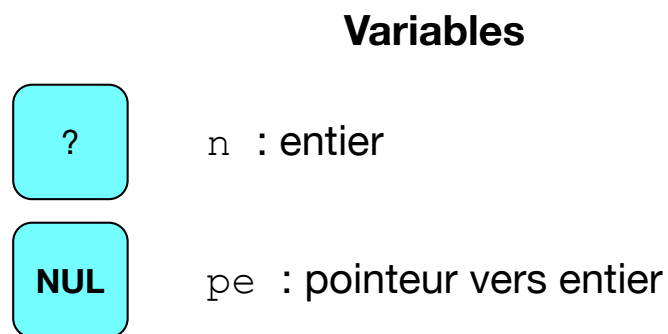 Variables
? n : entier
NUL pe : pointeur vers entier